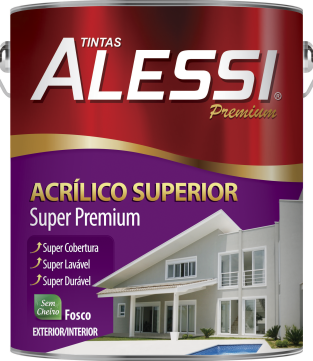 TINTAS
ALESSI®
Premium
ACRÍLICO SUPERIOR
Super Premium
Super Cobertura
Super Lavável
Super Durável
Sem
Cheiro
Fosco
EXTERIOR/INTERIOR